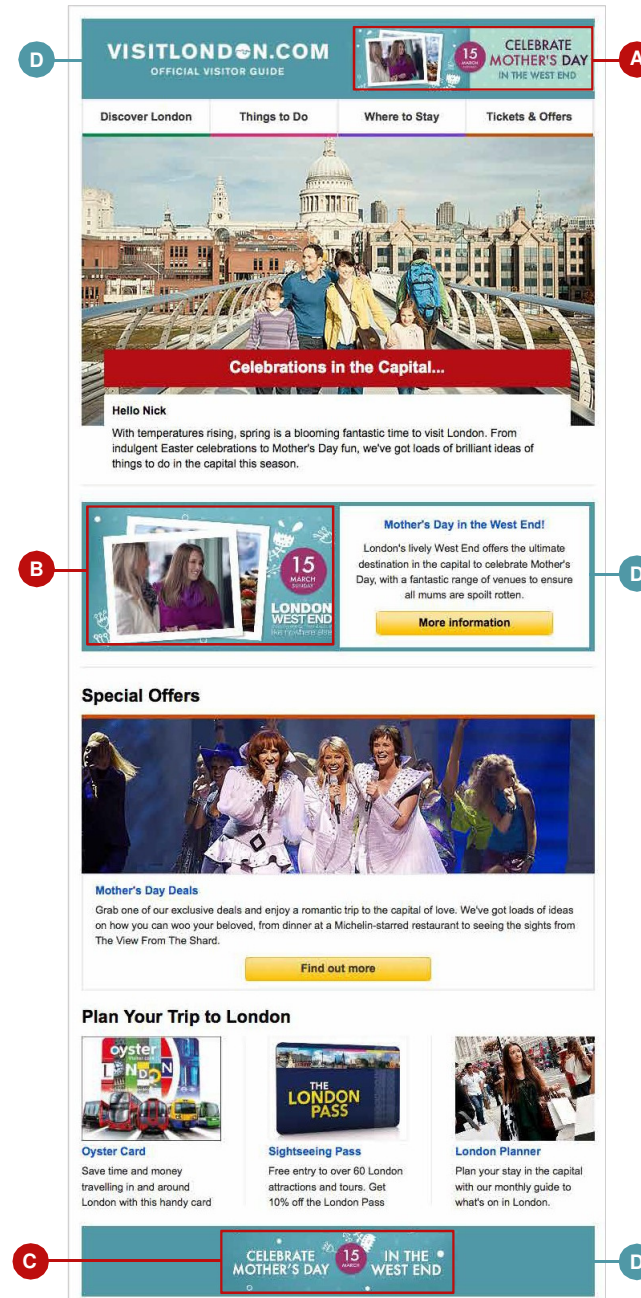 D
VISITLONDON.COM
OFFICIAL VISITOR GUIDE
15
MARCH
CELEBRATE
MOTHER'S DAY
IN THE WEST END
A
Discover London
Things to Do
Where to Stay
Tickets & Offers
Celebrations in the Capital...
Hello Nick
With temperatures rising, spring is a blooming fantastic time to visit London. From
indulgent Easter celebrations to Mother's Day fun, we've got loads of brilliant ideas of
things to do in the capital this season.
B
15
MARCH
SUNDAY
LONDON
WEST END
like nowhere else
Mother's Day in the West End!
London's lively West End offers the ultimate
destination in the capital to celebrate Mother's
Day, with a fantastic range of venues to ensure
all mums are spoilt rotten.
More information
D
Special Offers
Mother's Day Deals
Grab one of our exclusive deals and enjoy a romantic trip to the capital of love. We've got loads of ideas
on how you can woo your beloved, from dinner at a Michelin-starred restaurant to seeing the sights from
The View From The Shard.
Find out more
Plan Your Trip to London
oyster
LONDON
Oyster Card
Save time and money
travelling in and around
London with this handy card
THE
LONDON
PASS
Sightseeing Pass
Free entry to over 60 London
attractions and tours. Get
10% off the London Pass
London Planner
Plan your stay in the capital
with our monthly guide to
what's on in London.
C
CELEBRATE
MOTHER'S DAY
15
MARCH
IN THE
WEST END
D